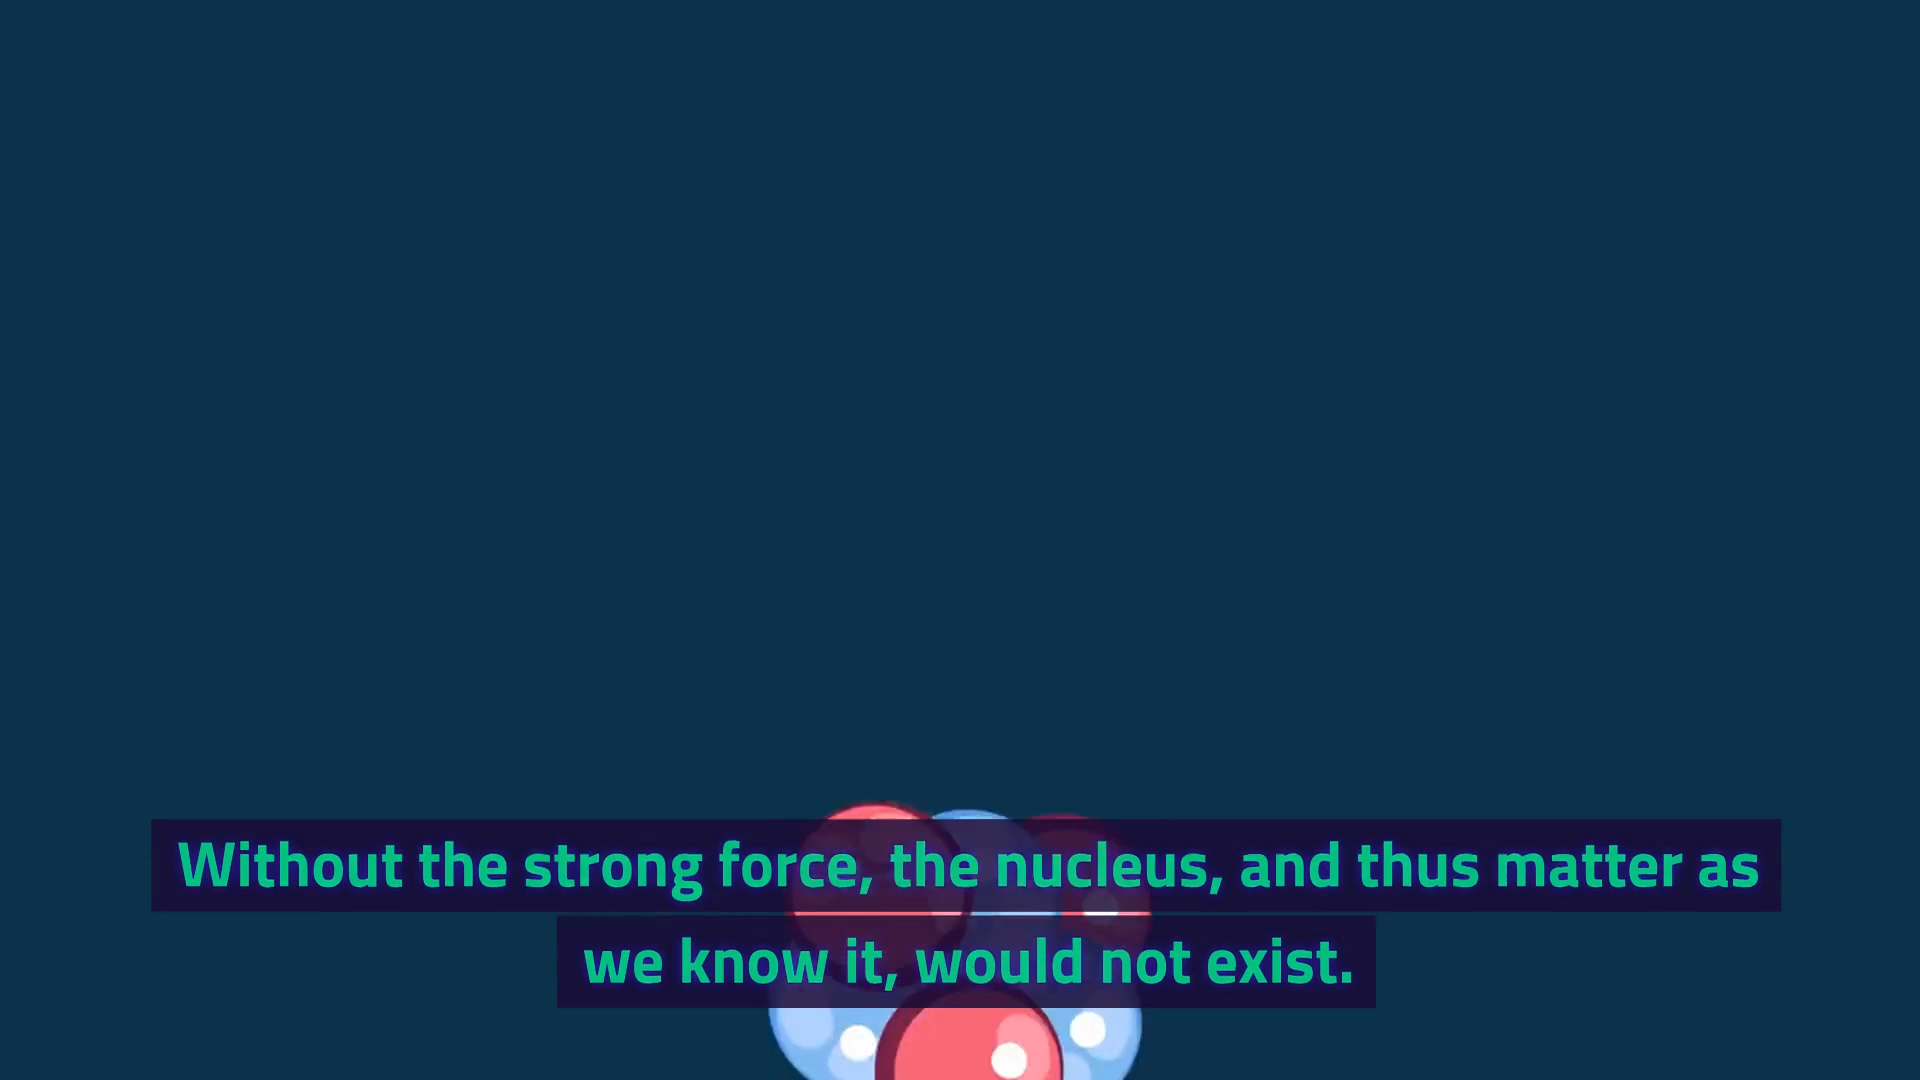 Without the strong force, the nucleus, and thus matter as
we know it, would not exist.